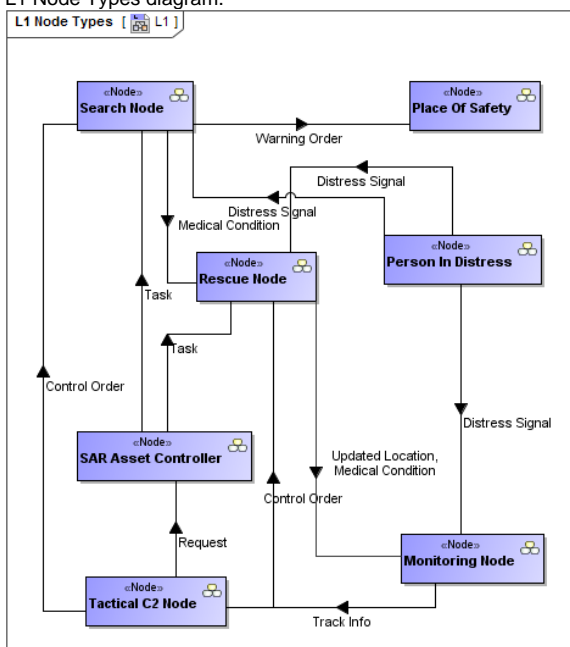 L1 Node Types diagram.
L1 Node Types [ L1 ]
«Node»
Search Node
«Node»
Place Of Safety
Warning Order
Distress Signal
Distress Signal
Medical Condition
«Node»
Person In Distress
«Node»
Rescue Node
Task
Task
Control Order
Distress Signal
«Node»
SAR Asset Controller
Updated Location,
Medical Condition
Control Order
Request
«Node»
Monitoring Node
«Node»
Tactical C2 Node
Track Info